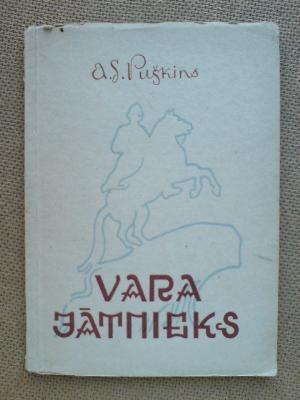 A. S. Puškins
VARA
JĀTNIEKS